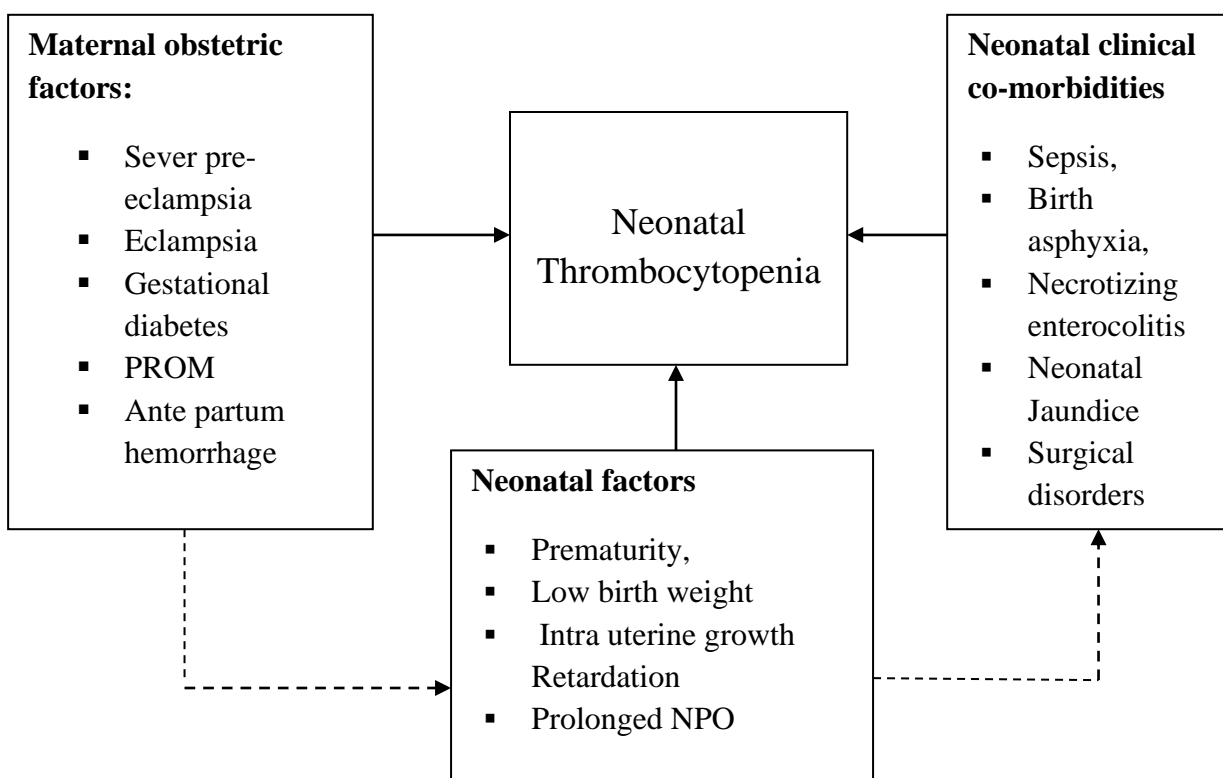 Maternal obstetric
factors:
▪ Sever pre-
eclampsia
▪ Eclampsia
▪ Gestational
diabetes
▪ PROM
▪ Ante partum
hemorrhage
Neonatal
Thrombocytopenia
Neonatal clinical
co-morbidities
▪ Sepsis,
▪ Birth
asphyxia,
▪ Necrotizing
enterocolitis
▪ Neonatal
Jaundice
▪ Surgical
disorders
Neonatal factors
▪ Prematurity,
▪ Low birth weight
▪ Intra uterine growth
Retardation
▪ Prolonged NPO